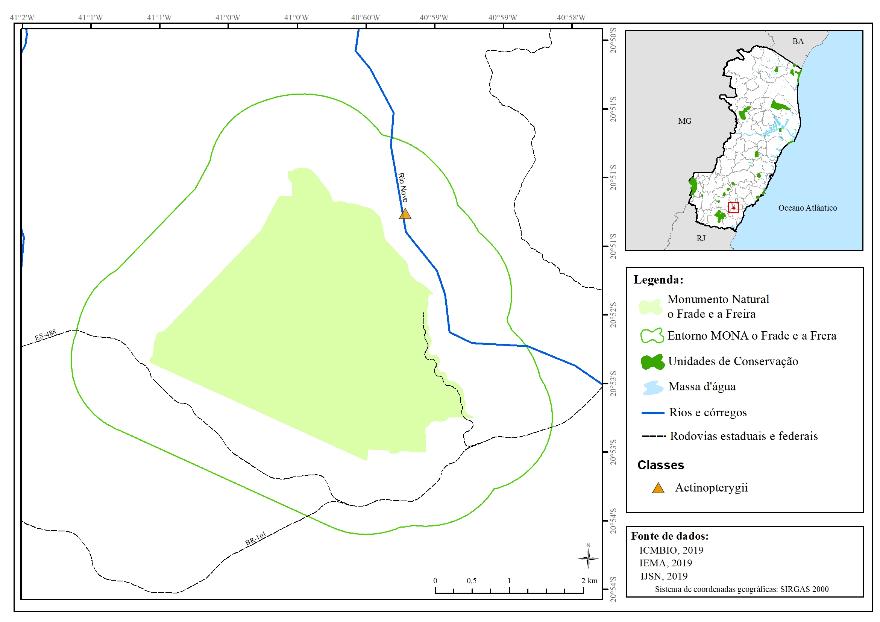 41°2'W 41°1'W 41°1'W 41°0'W 40°60'W 40°59'W 40°59'W 40°58'W
20°50'S
20°51'S
20°51'S
20°51'S
20°52'S
20°53'S
20°53'S
20°54'S
20°54'S
Rio Novo
ES-488
BR-101
0 0.5 1 2 km
BA
MG
Oceano Atlântico
RJ
Legenda:
Monumento Natural
o Frade e a Freira
Entorno MONA o Frade e a Frera
Unidades de Conservação
Massa d'água
Rios e córregos
Rodovias estaduais e federais
Classes
Actinopterygii
Fonte de dados:
ICMBIO, 2019
IEMA, 2019
IJSN, 2019
Sistema de coordenadas geográficas: SIRGAS 2000